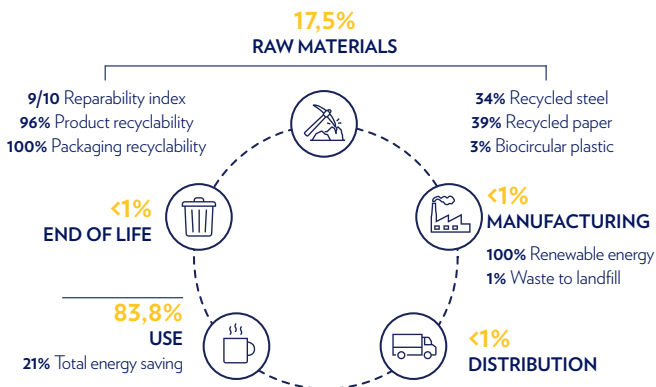 17,5%
RAW MATERIALS
9/10 Reparability index
96% Product recyclability
100% Packaging recyclability
34% Recycled steel
39% Recycled paper
3% Biocircular plastic
<1%
END OF LIFE
<1%
MANUFACTURING
100% Renewable energy
1% Waste to landfill
83,8%
USE
21% Total energy saving
<1%
DISTRIBUTION